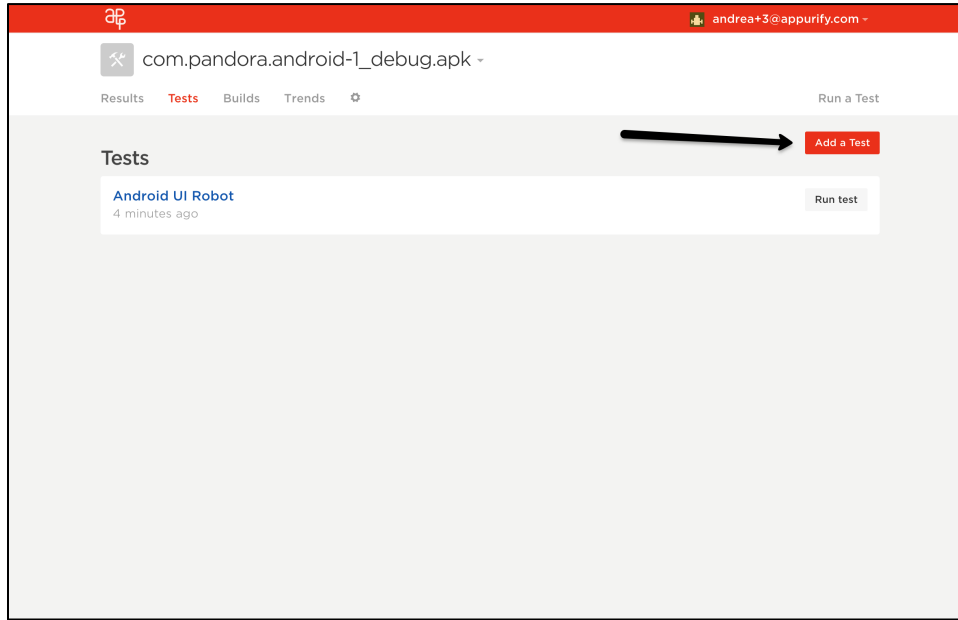 andrea+3@appurify.com
com.pandora.android-1_debug.apk
Results Tests Builds Trends Run a Test
Add a Test
Tests
Android UI Robot
Run test
4 minutes ago